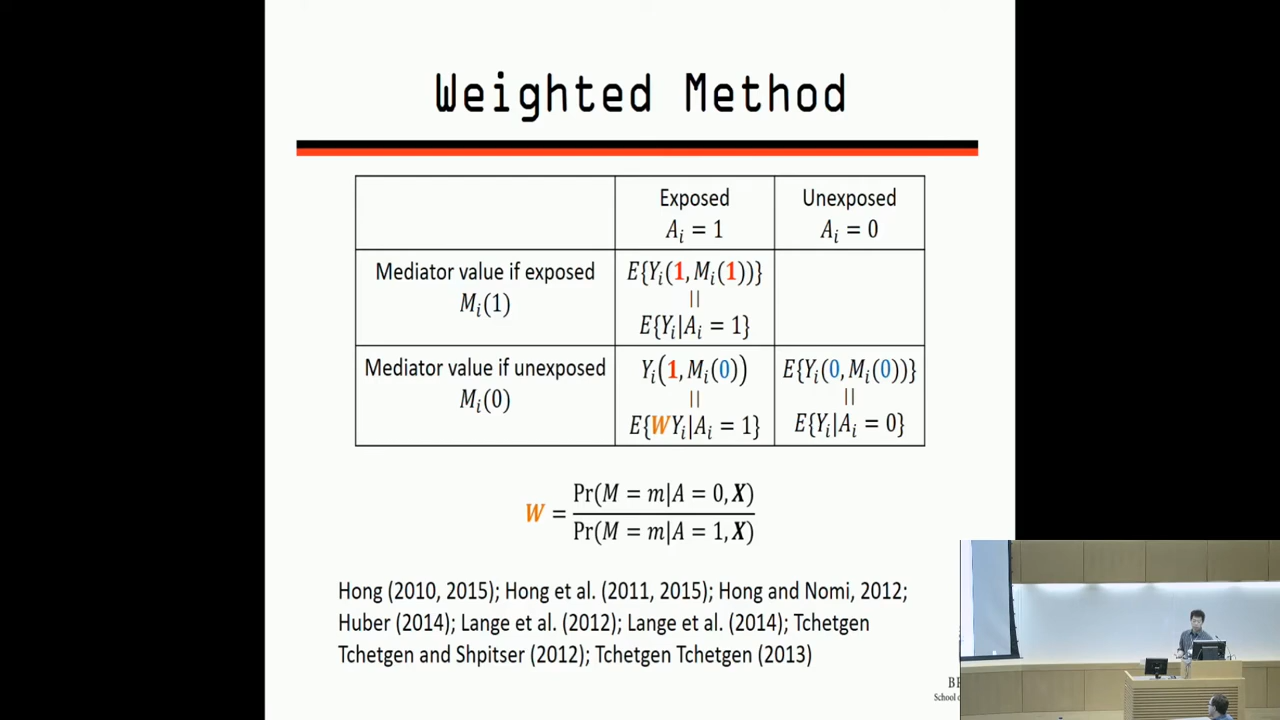 Weighted Method
Exposed
A_i = 1
Unexposed
A_i = 0
Mediator value if exposed
M_i(1)
E{Y_i(1, M_i(1))}
||
E{Y_i|A_i = 1}
Mediator value if unexposed
M_i(0)
Y_i(1, M_i(0))
||
E{WY_i|A_i = 1}
E{Y_i(0, M_i(0))}
||
E{Y_i|A_i = 0}
W = Pr(M = m|A = 0, X) / Pr(M = m|A = 1, X)
Hong (2010, 2015); Hong et al. (2011, 2015); Hong and Nomi, 2012;
Huber (2014); Lange et al. (2012); Lange et al. (2014); Tchetgen
Tchetgen and Shpitser (2012); Tchetgen Tchetgen (2013)
School